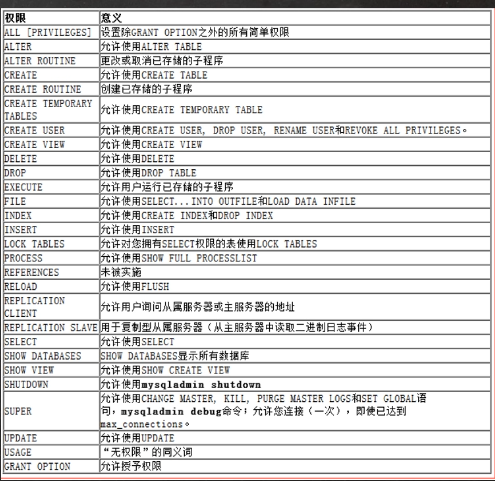 权限 意义
ALL [PRIVILEGES] 设置除GRANT OPTION之外的所有简单权限
ALTER 允许使用ALTER TABLE
ALTER ROUTINE 更改或取消已存储的子程序
CREATE 允许使用CREATE TABLE
CREATE ROUTINE 创建已存储的子程序
CREATE TEMPORARY
TABLES 允许使用CREATE TEMPORARY TABLE
CREATE USER 允许使用CREATE USER, DROP USER, RENAME USER和REVOKE ALL PRIVILEGES。
CREATE VIEW 允许使用CREATE VIEW
DELETE 允许使用DELETE
DROP 允许使用DROP TABLE
EXECUTE 允许用户运行已存储的子程序
FILE 允许使用SELECT...INTO OUTFILE和LOAD DATA INFILE
INDEX 允许使用CREATE INDEX和DROP INDEX
INSERT 允许使用INSERT
LOCK TABLES 允许对您拥有SELECT权限的表使用LOCK TABLES
PROCESS 允许使用SHOW FULL PROCESSLIST
REFERENCES 未被实施
RELOAD 允许使用FLUSH
REPLICATION
CLIENT 允许用户询问从属服务器或主服务器的地址
REPLICATION SLAVE 用于复制型从属服务器（从主服务器中读取二进制日志事件）
SELECT 允许使用SELECT
SHOW DATABASES SHOW DATABASES显示所有数据库
SHOW VIEW 允许使用SHOW CREATE VIEW
SHUTDOWN 允许使用mysqladmin shutdown
SUPER 允许使用CHANGE MASTER, KILL, PURGE MASTER LOGS和SET GLOBAL语
句，mysqladmin debug命令；允许您连接（一次），即使已达到
max_connections。
UPDATE 允许使用UPDATE
USAGE “无权限”的同义词
GRANT OPTION 允许授予权限